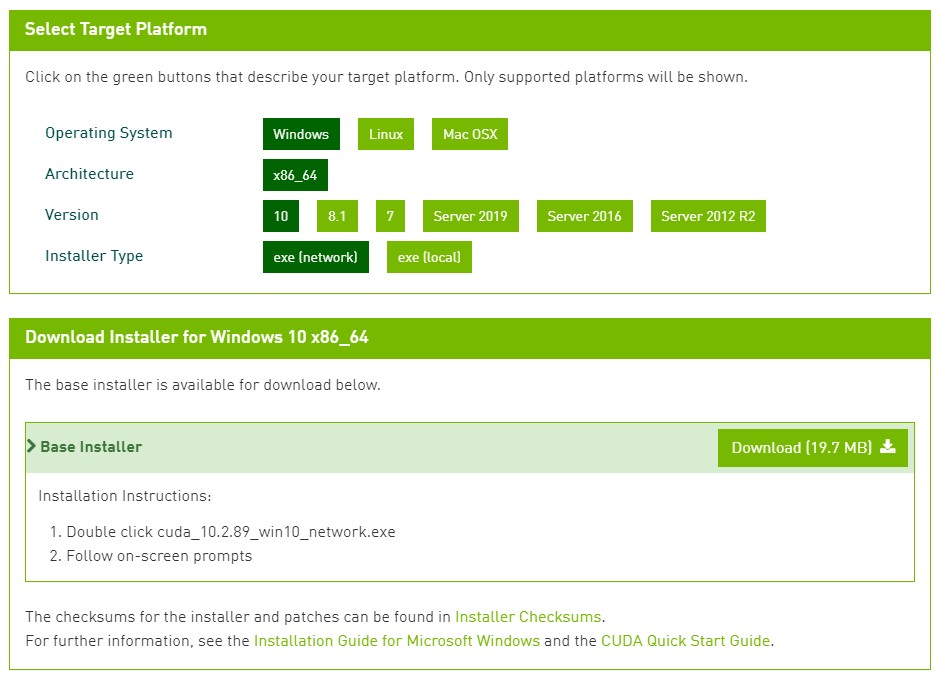 Select Target Platform
Click on the green buttons that describe your target platform. Only supported platforms will be shown.
Operating System Windows Linux Mac OSX
Architecture x86_64
Version 10 8.1 7 Server 2019 Server 2016 Server 2012 R2
Installer Type exe (network) exe (local)
Download Installer for Windows 10 x86_64
The base installer is available for download below.
Base Installer Download (19.7 MB)
Installation Instructions:
1. Double click cuda_10.2.89_win10_network.exe
2. Follow on-screen prompts
The checksums for the installer and patches can be found in Installer Checksums.
For further information, see the Installation Guide for Microsoft Windows and the CUDA Quick Start Guide.